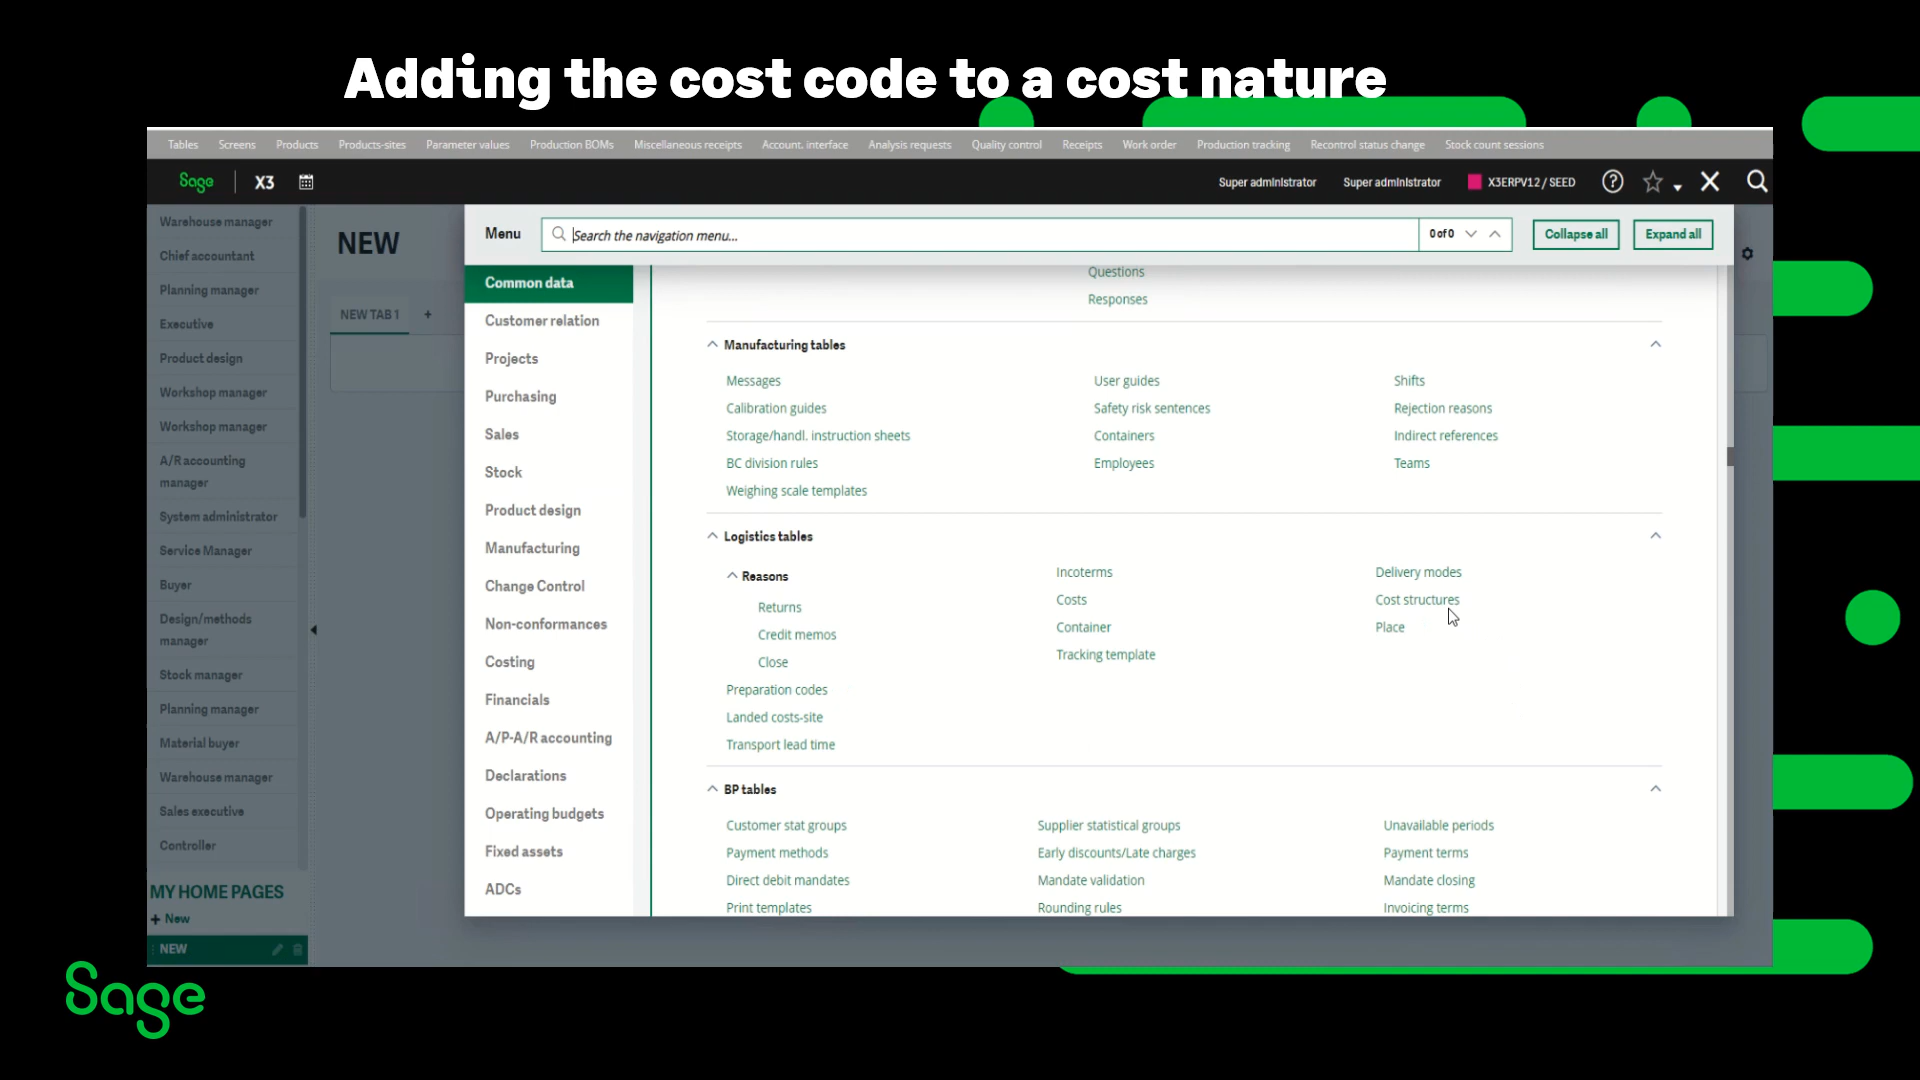 Adding the cost code to a cost nature
Tables Screens Products Products-sites Parameter values Production BOMs Miscellaneous receipts Account. interface Analysis requests Quality control Receipts Work order Production tracking Recontrol status change Stock count sessions
Sage X3 Super administrator Super administrator X3ERPV12 / SEED
Warehouse manager
Chief accountant
Planning manager
Executive
Product design
Workshop manager
Workshop manager
A/R accounting
manager
System administrator
Service Manager
Buyer
Design/methods
manager
Stock manager
Planning manager
Material buyer
Warehouse manager
Sales executive
Controller
MY HOME PAGES
+ New
NEW
NEW
NEW TAB 1 +
Menu Search the navigation menu... 0 of 0 Collapse all Expand all
Common data
Customer relation
Projects
Purchasing
Sales
Stock
Product design
Manufacturing
Change Control
Non-conformances
Costing
Financials
A/P-A/R accounting
Declarations
Operating budgets
Fixed assets
ADCs
Questions
Responses
Manufacturing tables
Messages User guides Shifts
Calibration guides Safety risk sentences Rejection reasons
Storage/handl. instruction sheets Containers Indirect references
BC division rules Employees Teams
Weighing scale templates
Logistics tables
Reasons Incoterms Delivery modes
Returns Costs Cost structures
Credit memos Container Place
Close Tracking template
Preparation codes
Landed costs-site
Transport lead time
BP tables
Customer stat groups Supplier statistical groups Unavailable periods
Payment methods Early discounts/Late charges Payment terms
Direct debit mandates Mandate validation Mandate closing
Print templates Rounding rules Invoicing terms
Sage